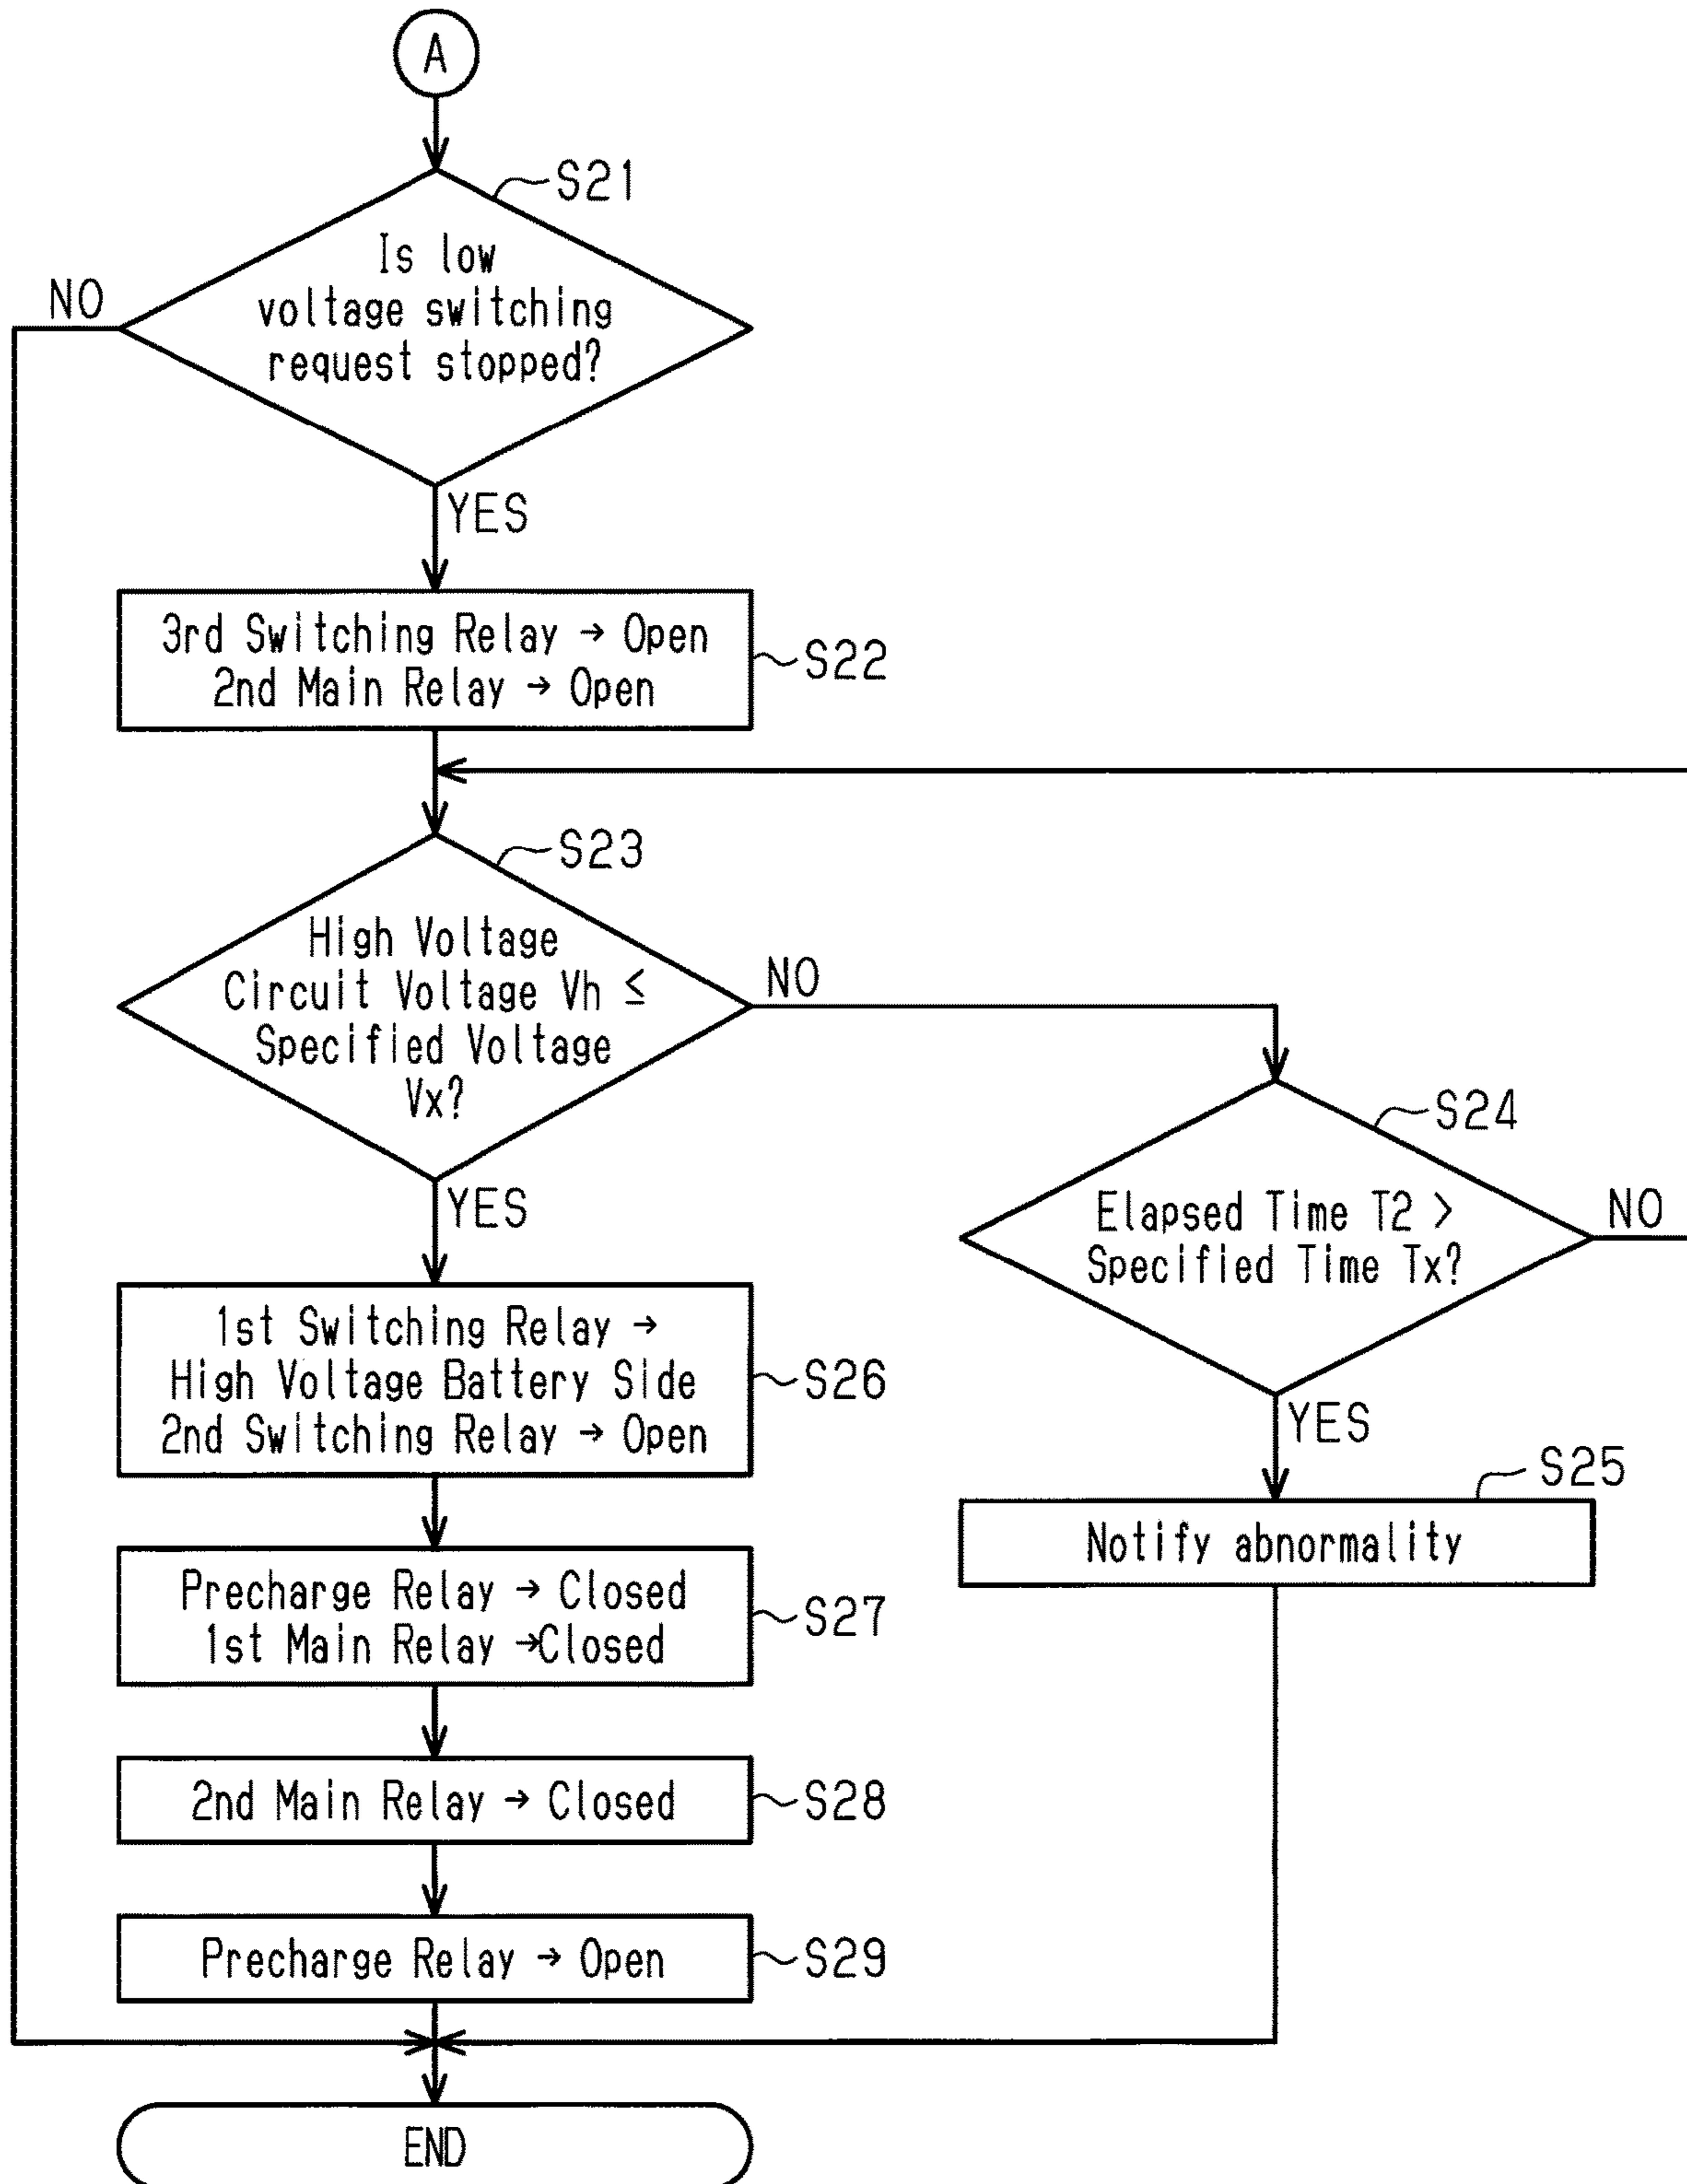 A
S21
Is low
voltage switching
request stopped?
NO
YES
3rd Switching Relay → Open
2nd Main Relay → Open
S22
S23
High Voltage
Circuit Voltage Vh ≤
Specified Voltage
Vx?
NO
YES
S24
Elapsed Time T2 >
Specified Time Tx?
NO
YES
S25
Notify abnormality
1st Switching Relay →
High Voltage Battery Side
2nd Switching Relay → Open
S26
Precharge Relay → Closed
1st Main Relay →Closed
S27
2nd Main Relay → Closed
S28
Precharge Relay → Open
S29
END